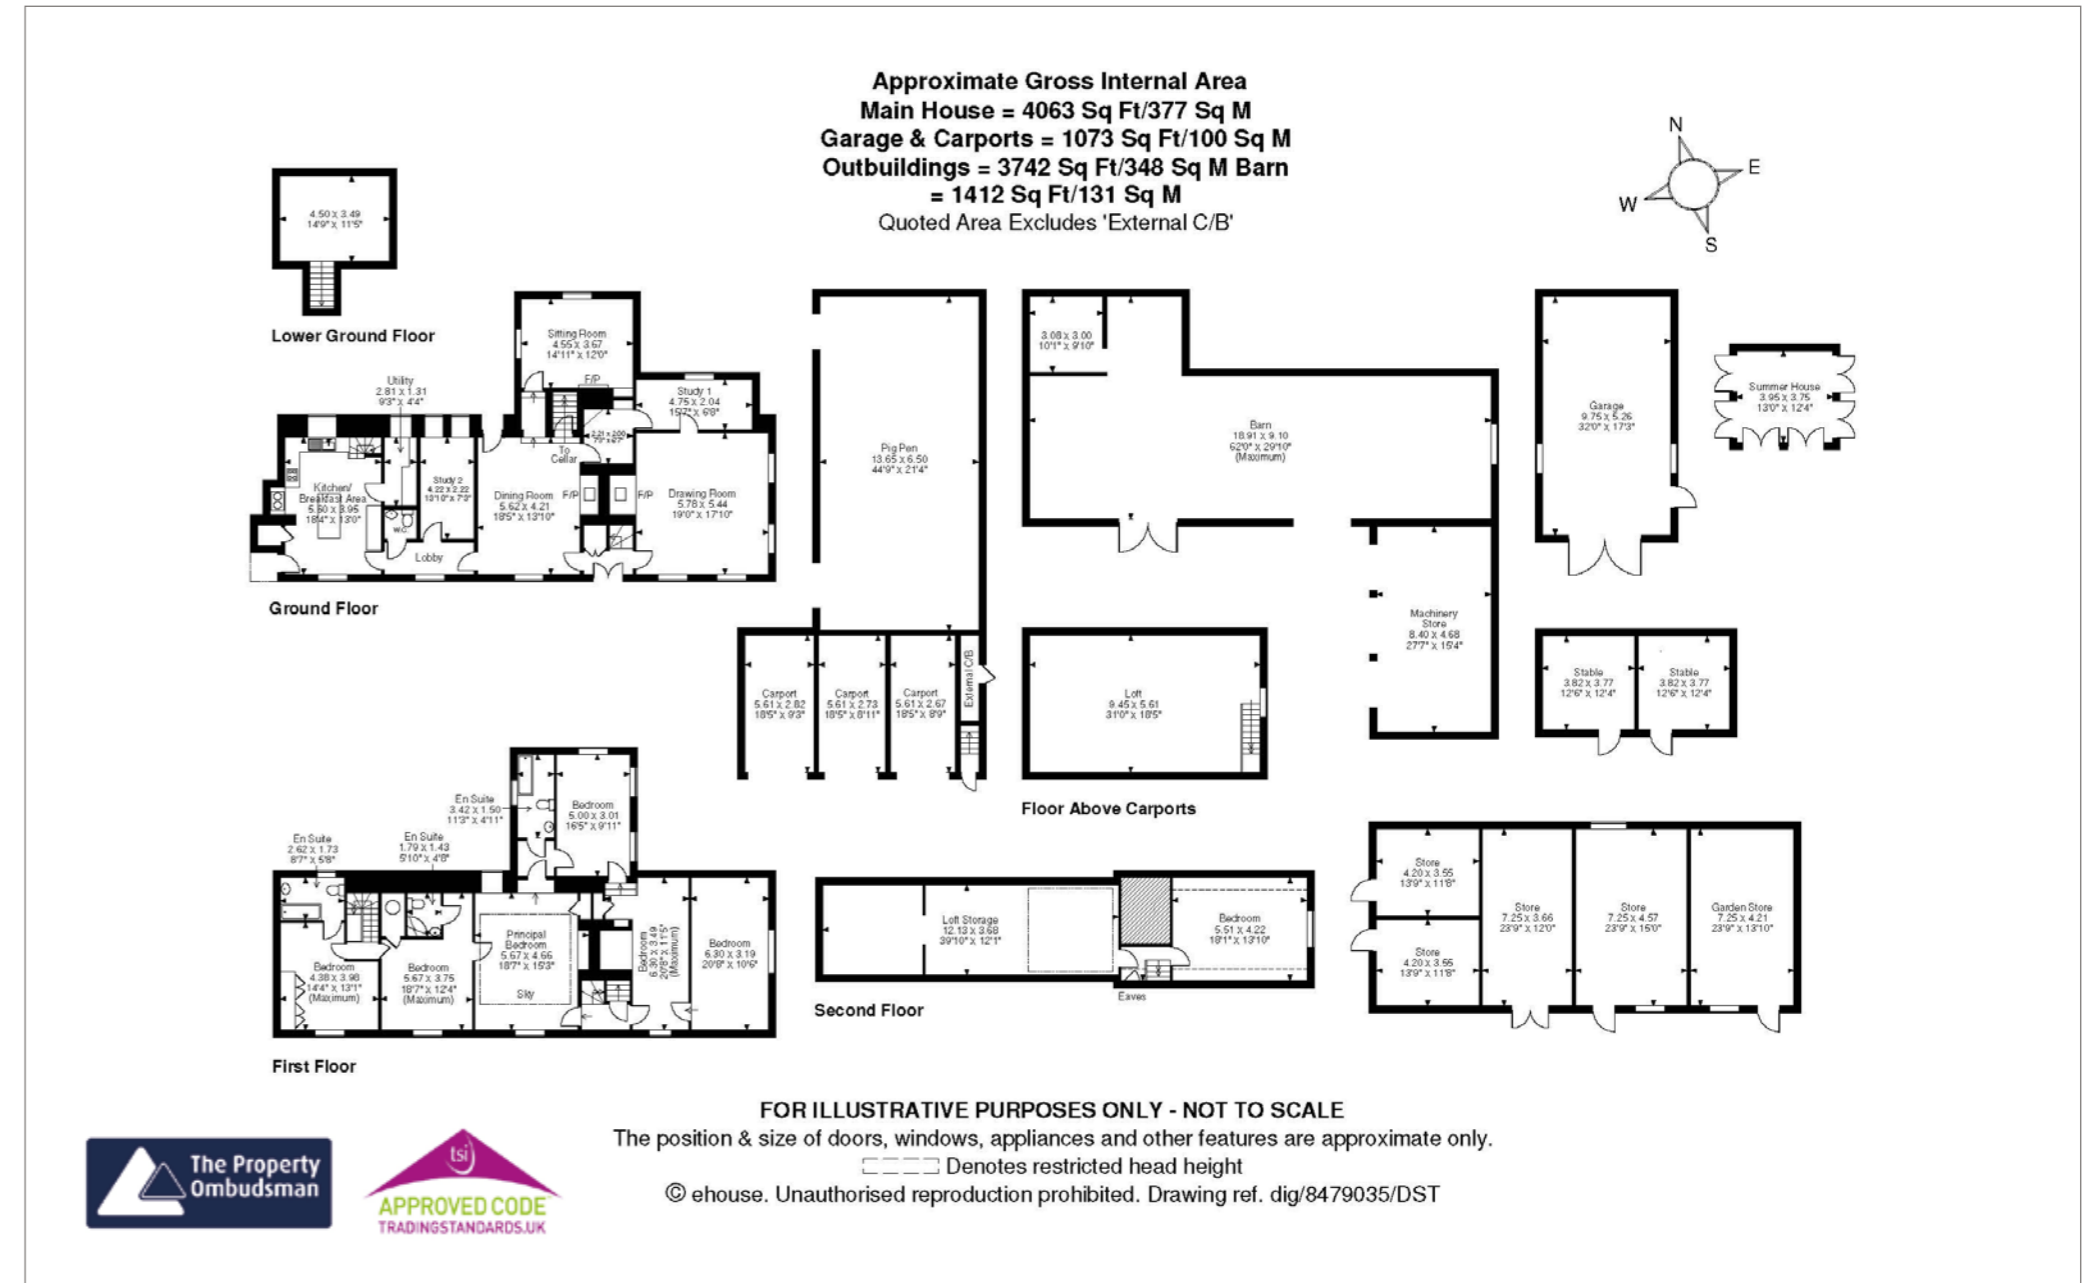 Approximate Gross Internal Area
Main House = 4063 Sq Ft/377 Sq M
Garage & Carports = 1073 Sq Ft/100 Sq M
Outbuildings = 3742 Sq Ft/348 Sq M Barn
= 1412 Sq Ft/131 Sq M
Quoted Area Excludes 'External C/B'
N
E
W
S
4.50 x 3.49
14'9" x 11'5"
Lower Ground Floor
Sitting Room
4.55 x 3.67
14'11" x 12'0"
F/P
Utility
2.81 x 1.31
9'3" x 4'4"
Study 1
4.75 x 2.04
15'7" x 6'8"
To
Cellar
Kitchen/
Breakfast Area
5.60 x 3.95
18'4" x 13'0"
Study 2
4.22 x 2.22
13'10" x 7'3"
W.C.
Lobby
Dining Room
5.62 x 4.21
18'5" x 13'10"
F/P
F/P
Drawing Room
5.78 x 5.44
19'0" x 17'10"
Ground Floor
Pig Pen
13.65 x 6.50
44'9" x 21'4"
Carport
5.61 x 2.82
18'5" x 9'3"
Carport
5.61 x 2.73
18'5" x 8'11"
Carport
5.61 x 2.67
18'5" x 8'9"
External C/B
3.08 x 3.00
10'1" x 9'10"
Barn
18.91 x 9.10
62'0" x 29'10"
(Maximum)
Machinery
Store
8.40 x 4.68
27'7" x 15'4"
Loft
9.45 x 5.61
31'0" x 18'5"
Floor Above Carports
Garage
9.75 x 5.26
32'0" x 17'3"
Summer House
3.95 x 3.75
13'0" x 12'4"
Stable
3.82 x 3.77
12'6" x 12'4"
Stable
3.82 x 3.77
12'6" x 12'4"
En Suite
2.62 x 1.73
8'7" x 5'8"
En Suite
1.79 x 1.43
5'10" x 4'8"
En Suite
3.42 x 1.50
11'3" x 4'11"
Bedroom
5.00 x 3.01
16'5" x 9'11"
Bedroom
4.38 x 3.98
14'4" x 13'1"
(Maximum)
Bedroom
5.67 x 3.75
18'7" x 12'4"
(Maximum)
Principal
Bedroom
5.67 x 4.66
18'7" x 15'3"
Sky
Bedroom
6.30 x 3.49
20'8" x 11'5"
(Maximum)
Bedroom
6.30 x 3.19
20'8" x 10'6"
First Floor
Loft Storage
12.13 x 3.68
39'10" x 12'1"
Bedroom
5.51 x 4.22
18'1" x 13'10"
Eaves
Second Floor
Store
4.20 x 3.55
13'9" x 11'8"
Store
4.20 x 3.55
13'9" x 11'8"
Store
7.25 x 3.66
23'9" x 12'0"
Store
7.25 x 4.57
23'9" x 15'0"
Garden Store
7.25 x 4.21
23'9" x 13'10"
FOR ILLUSTRATIVE PURPOSES ONLY - NOT TO SCALE
The position & size of doors, windows, appliances and other features are approximate only.
Denotes restricted head height
© ehouse. Unauthorised reproduction prohibited. Drawing ref. dig/8479035/DST
The Property
Ombudsman
tsi
APPROVED CODE
TRADINGSTANDARDS.UK